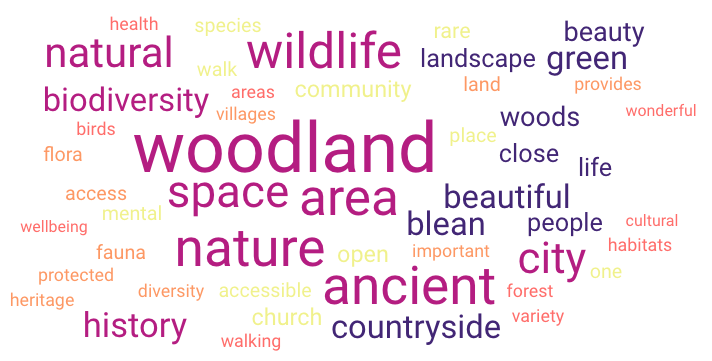 health species rare beauty
natural wildlife landscape green
walk land provides
biodiversity areas community wonderful
villages woods
birds woodland place
flora close life
access space area beautiful
mental blean people cultural
wellbeing habitats
fauna nature open important city one
protected
heritage diversity accessible ancient forest
history church countryside variety
walking